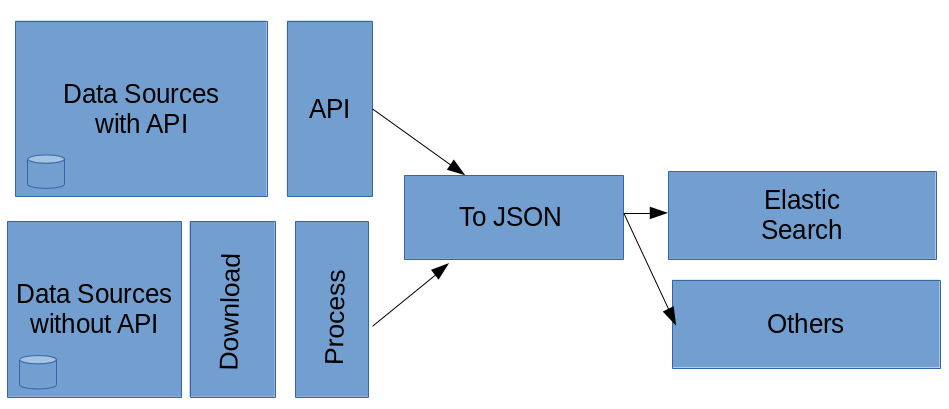 Data Sources
with API
API
Data Sources
without API
Download
Process
To JSON
Elastic
Search
Others